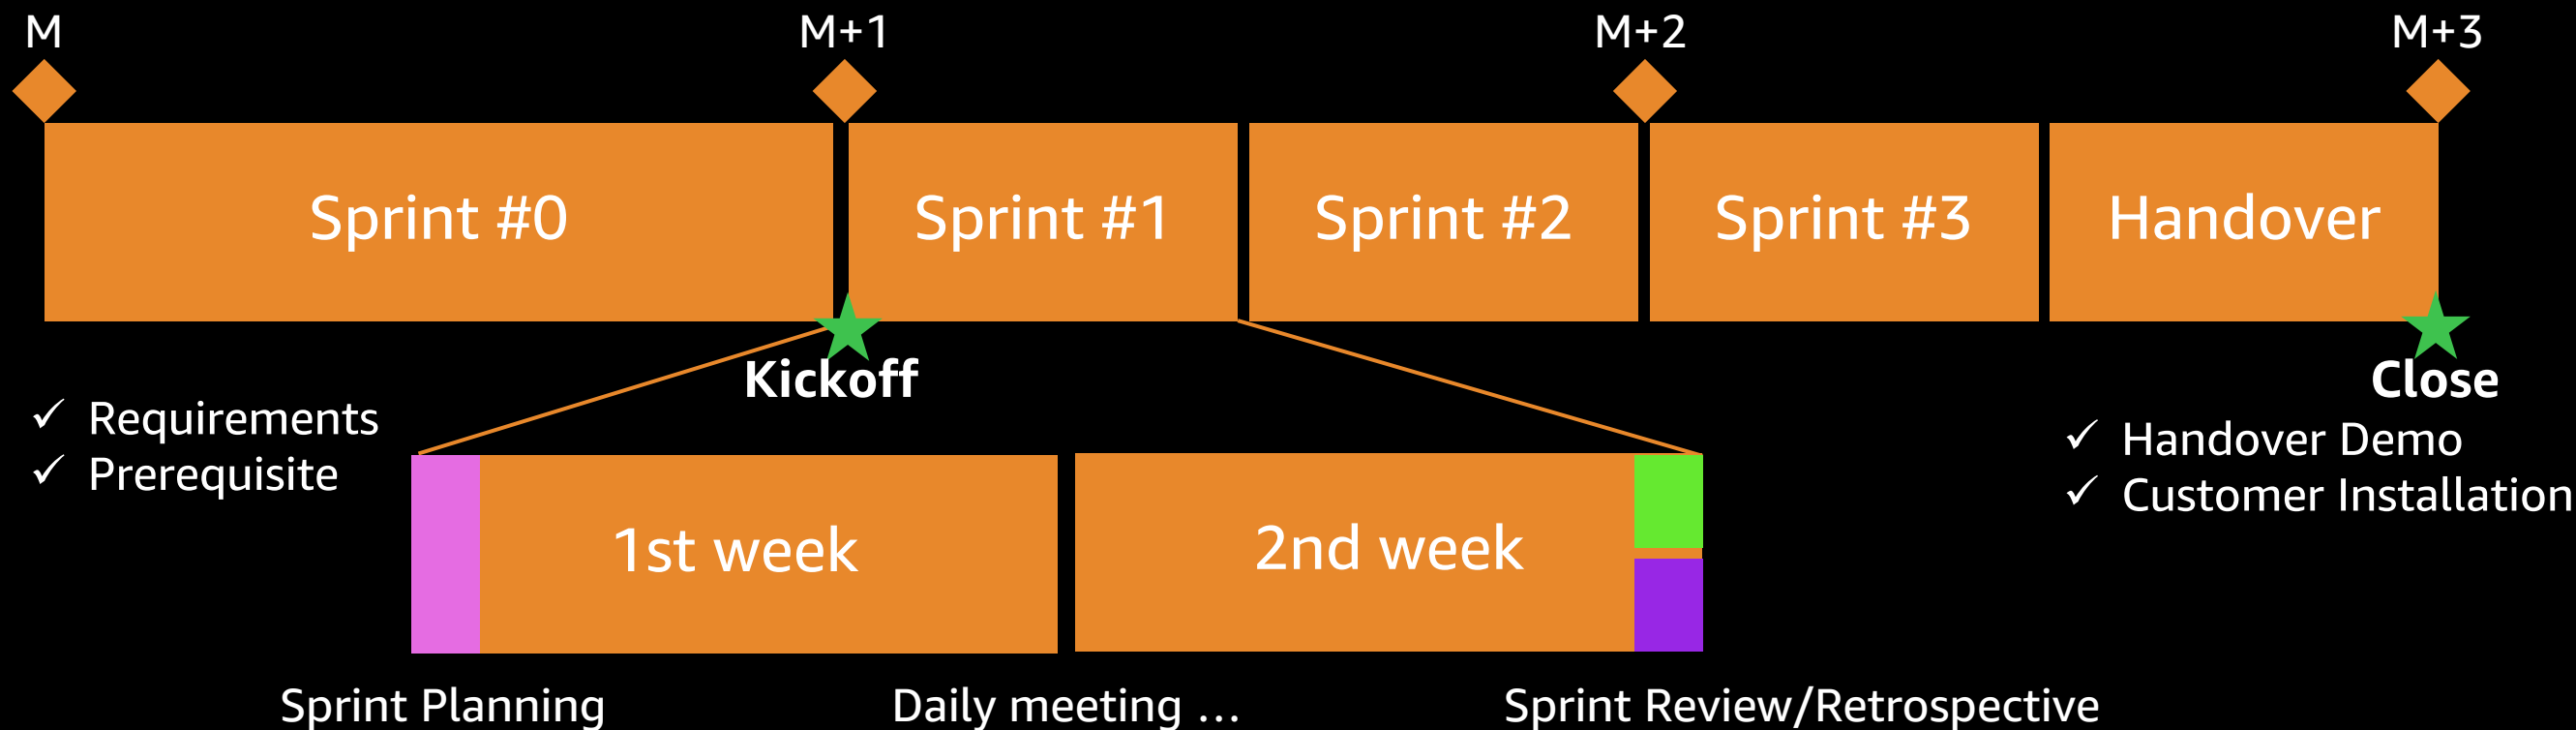 M
M+1
M+2
M+3
Sprint #0
Sprint #1
Sprint #2
Sprint #3
Handover
Kickoff
Close
✓ Requirements
✓ Prerequisite
✓ Handover Demo
✓ Customer Installation
1st week
2nd week
Sprint Planning
Daily meeting ...
Sprint Review/Retrospective